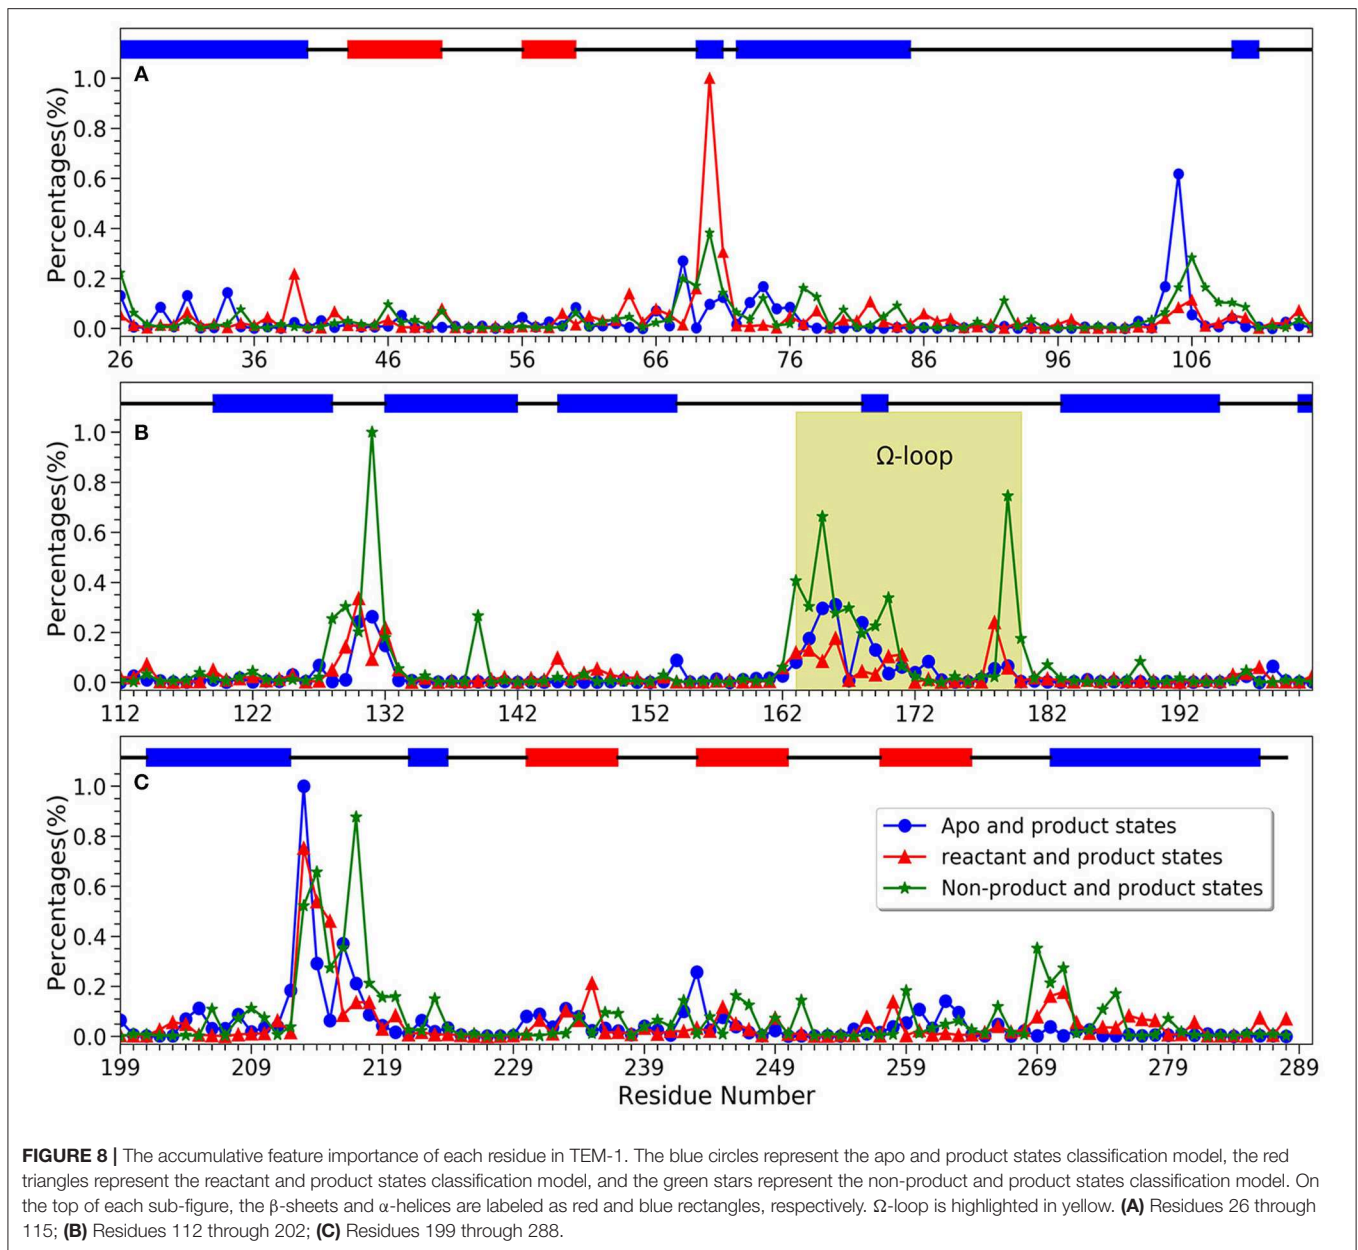 A
Percentages(%)
1.0
0.8
0.6
0.4
0.2
0.0
26 36 46 56 66 76 86 96 106
B
Ω-loop
Percentages(%)
1.0
0.8
0.6
0.4
0.2
0.0
112 122 132 142 152 162 172 182 192
C
Percentages(%)
1.0
0.8
0.6
0.4
0.2
0.0
Apo and product states
reactant and product states
Non-product and product states
199 209 219 229 239 249 259 269 279 289
Residue Number
FIGURE 8 | The accumulative feature importance of each residue in TEM-1. The blue circles represent the apo and product states classification model, the red
triangles represent the reactant and product states classification model, and the green stars represent the non-product and product states classification model. On
the top of each sub-figure, the β-sheets and α-helices are labeled as red and blue rectangles, respectively. Ω-loop is highlighted in yellow. (A) Residues 26 through
115; (B) Residues 112 through 202; (C) Residues 199 through 288.